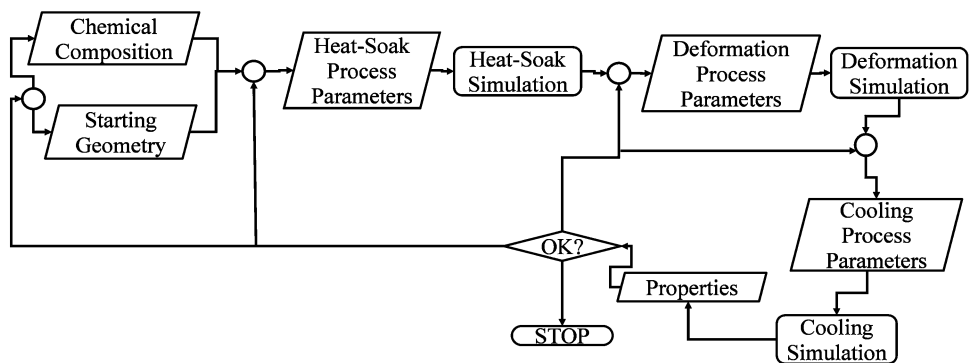 Chemical
Composition
Starting
Geometry
Heat-Soak
Process
Parameters
Heat-Soak
Simulation
Deformation
Process
Parameters
Deformation
Simulation
Cooling
Process
Parameters
Cooling
Simulation
Properties
OK?
STOP